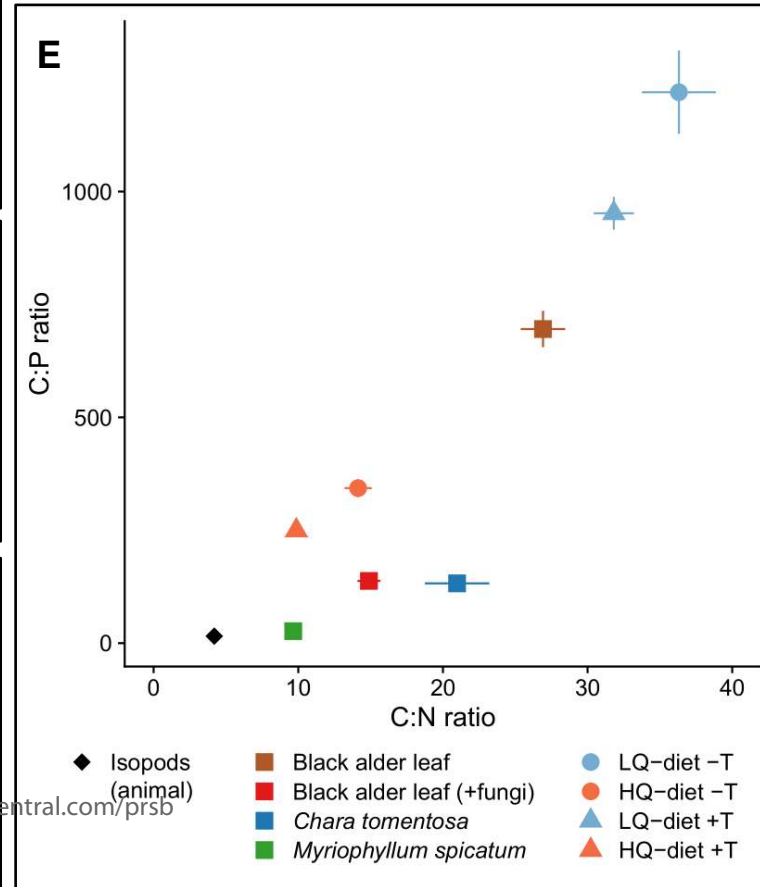 E
1000
500
0
C:P ratio
0 10 20 30 40
C:N ratio
Isopods
(animal)
Black alder leaf
Black alder leaf (+fungi)
Chara tomentosa
Myriophyllum spicatum
LQ−diet −T
HQ−diet −T
LQ−diet +T
HQ−diet +T
entral.com/prsb